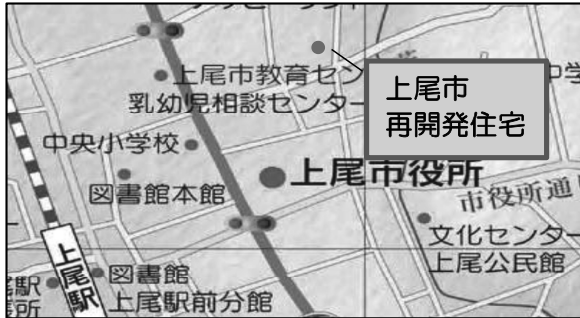 上尾市教育セン
乳幼児相談センター
上尾市
再開発住宅
中央小学校
上尾市役所
図書館本館
市役所通
文化センター
上尾公民館
上尾駅
図書館
上尾駅前分館